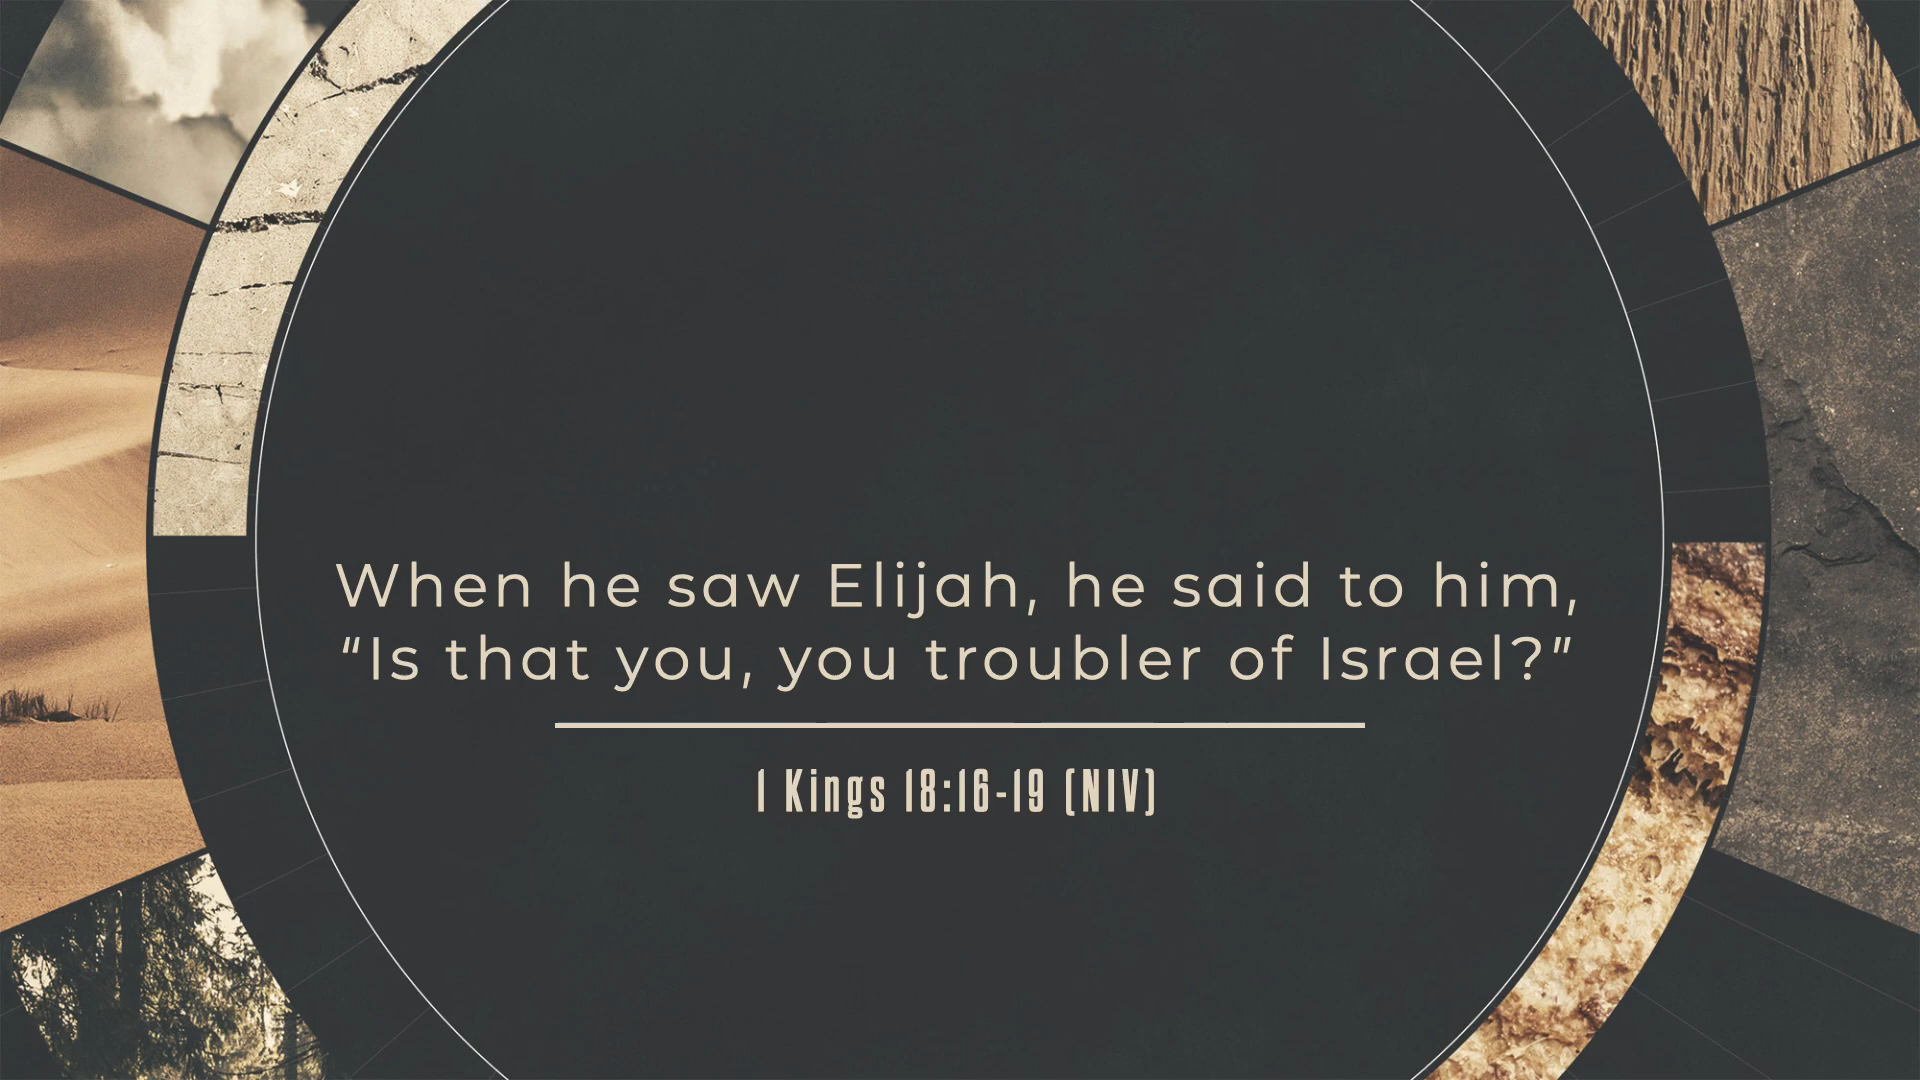 When he saw Elijah, he said to him,
“Is that you, you troubler of Israel?”
1 Kings 18:16-19 (NIV)